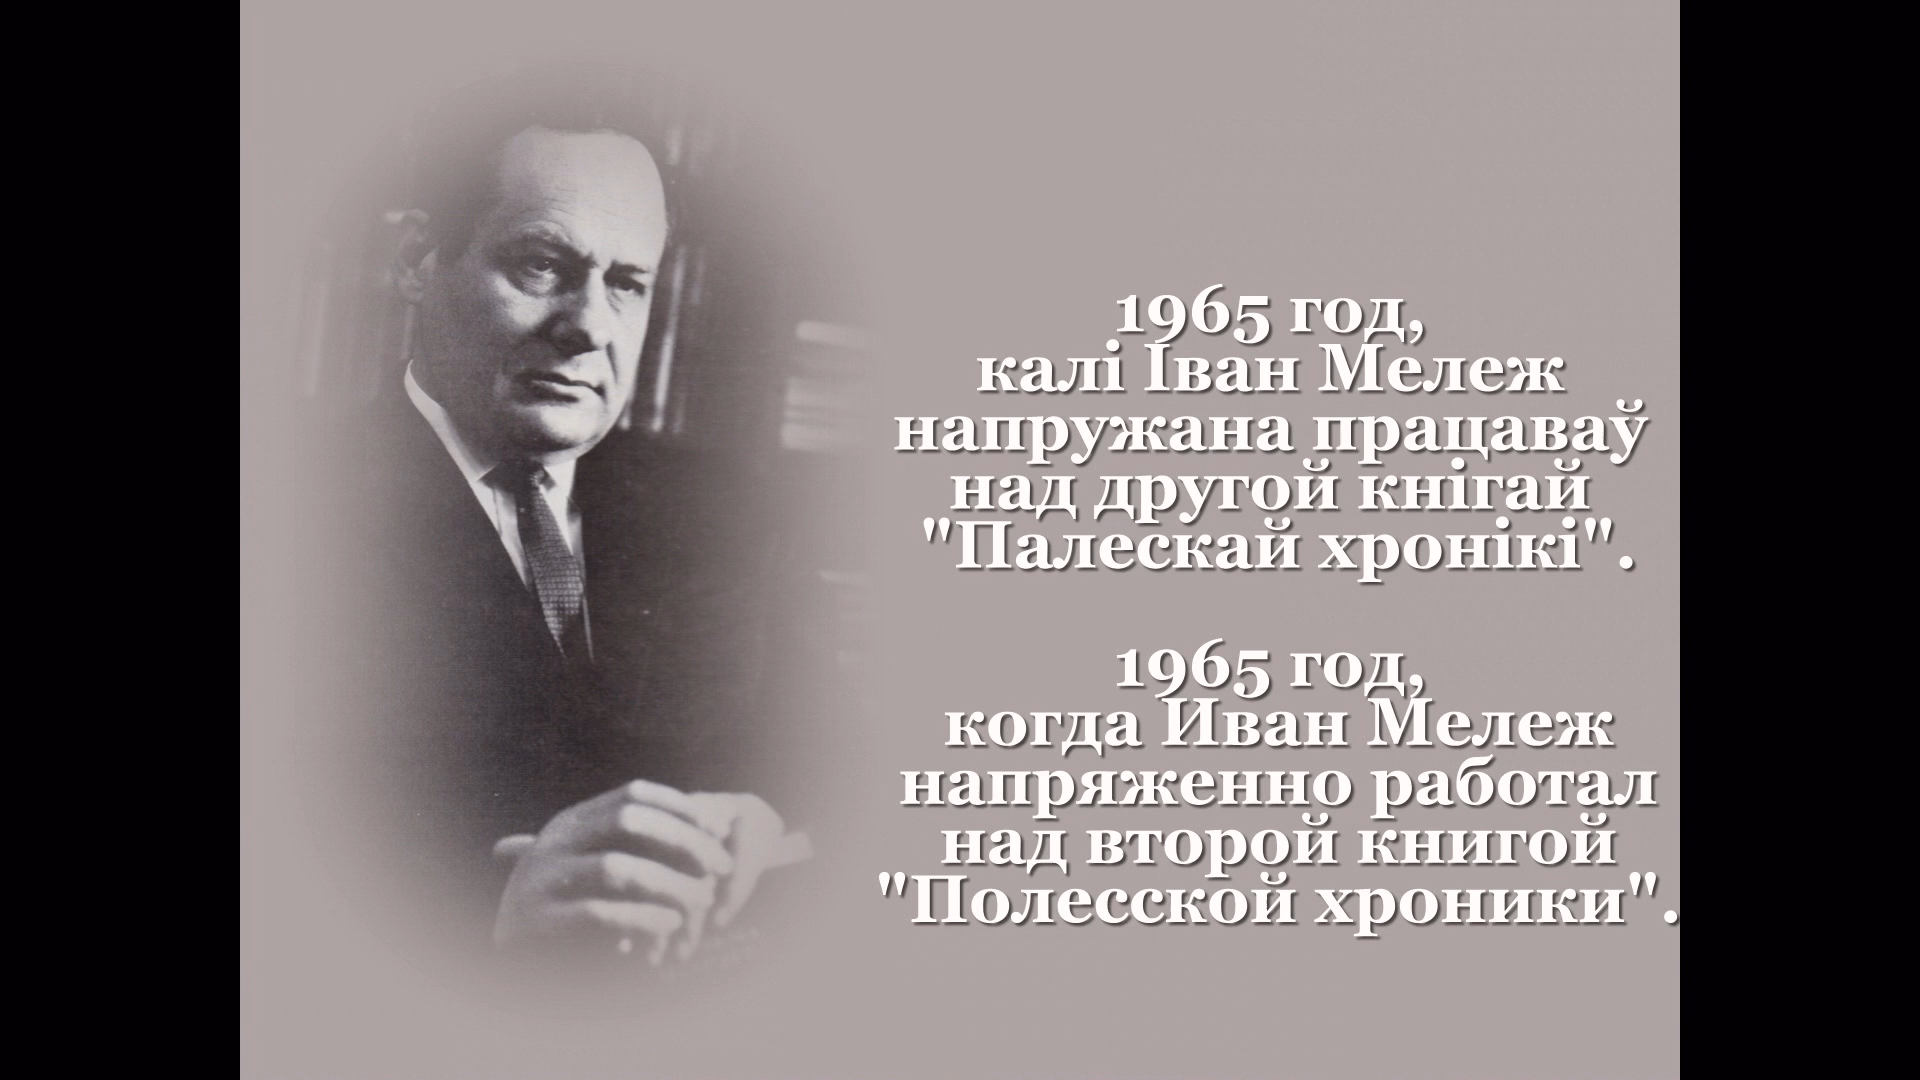 1965 год,
калі Іван Мележ
напружана працаваў
над другой кнігай
"Палескай хронікі".
1965 год,
когда Иван Мележ
напряженно работал
над второй книгой
"Полесской хроники".